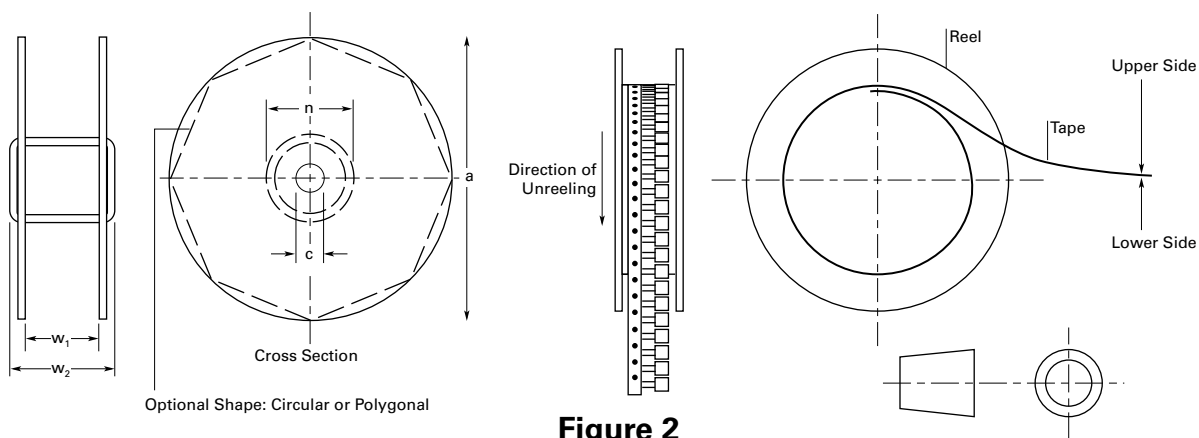 n
a
c
w₁
w₂
Cross Section
Optional Shape: Circular or Polygonal
Direction of
Unreeling
Reel
Tape
Upper Side
Lower Side
Figure 2